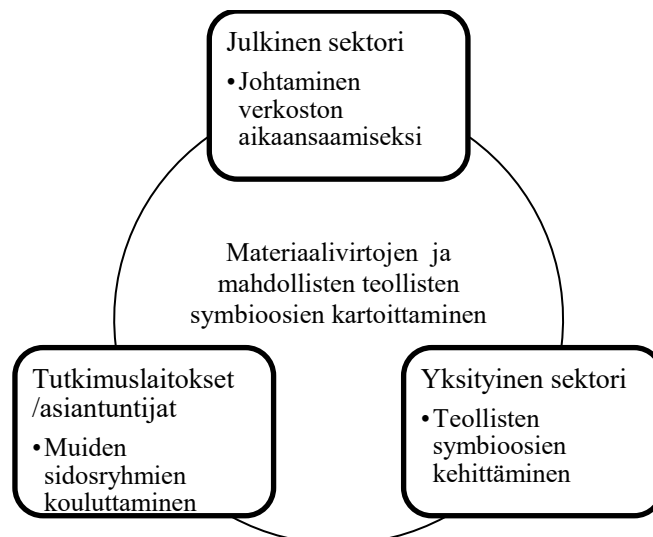 Julkinen sektori
•Johtaminen
verkoston
aikaansaamiseksi
Materiaalivirtojen ja
mahdollisten teollisten
symbioosien kartoittaminen
Tutkimuslaitokset
/asiantuntijat
•Muiden
sidosryhmien
kouluttaminen
Yksityinen sektori
•Teollisten
symbioosien
kehittäminen